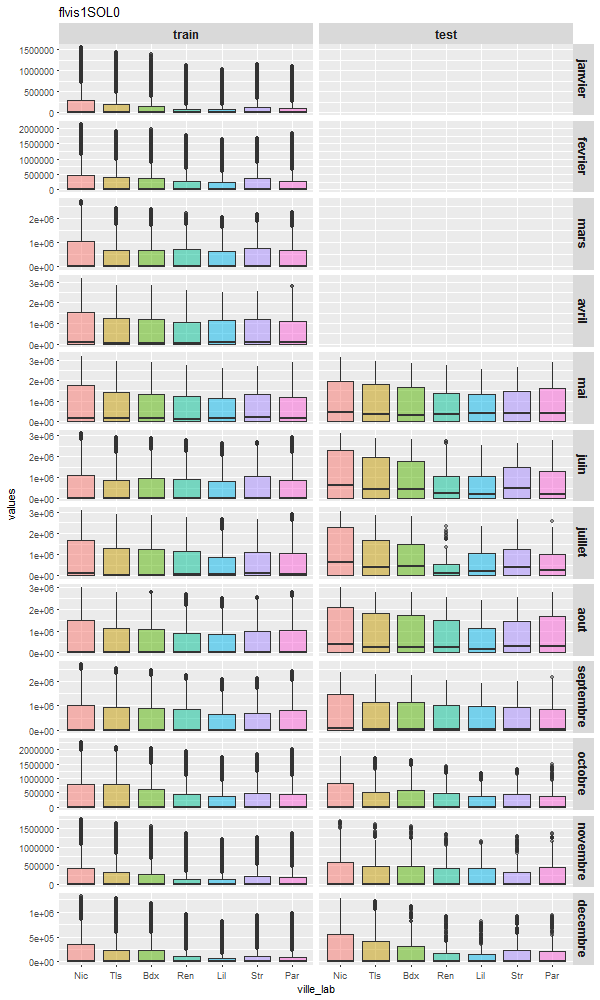 flvis1SOL0
train test
1500000
1000000
500000
0
janvier
2000000
1500000
1000000
500000
0
fevrier
2e+06
1e+06
0e+00
mars
3e+06
2e+06
1e+06
0e+00
avril
3e+06
2e+06
1e+06
0e+00
mai
3e+06
2e+06
1e+06
0e+00
juin
3e+06
2e+06
1e+06
0e+00
juillet
3e+06
2e+06
1e+06
0e+00
aout
2e+06
1e+06
0e+00
septembre
2000000
1500000
1000000
500000
0
octobre
1500000
1000000
500000
0
novembre
1e+06
5e+05
0e+00
decembre
values
Nic Tls Bdx Ren Lil Str Par Nic Tls Bdx Ren Lil Str Par
ville_lab